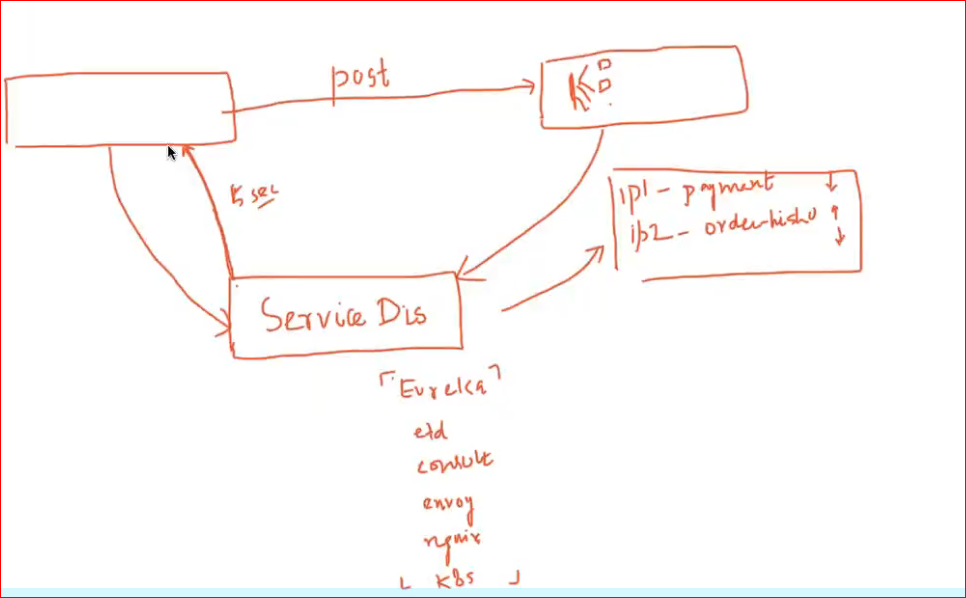 post
5 sec
ip1 - payment
ip2 - order-histo
Service Dis
「Eureka」
etd
consult
envoy
nginx
K8s